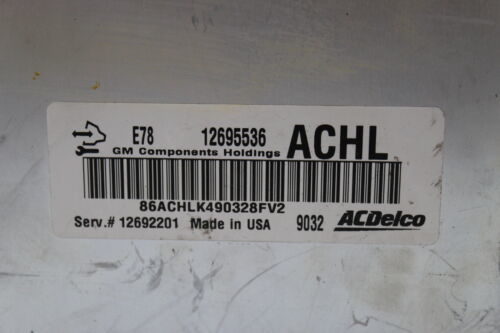 E78 12695536 ACHL
GM Components Holdings
86ACHLK490328FV2
Serv.# 12692201 Made in USA 9032 ACDelco